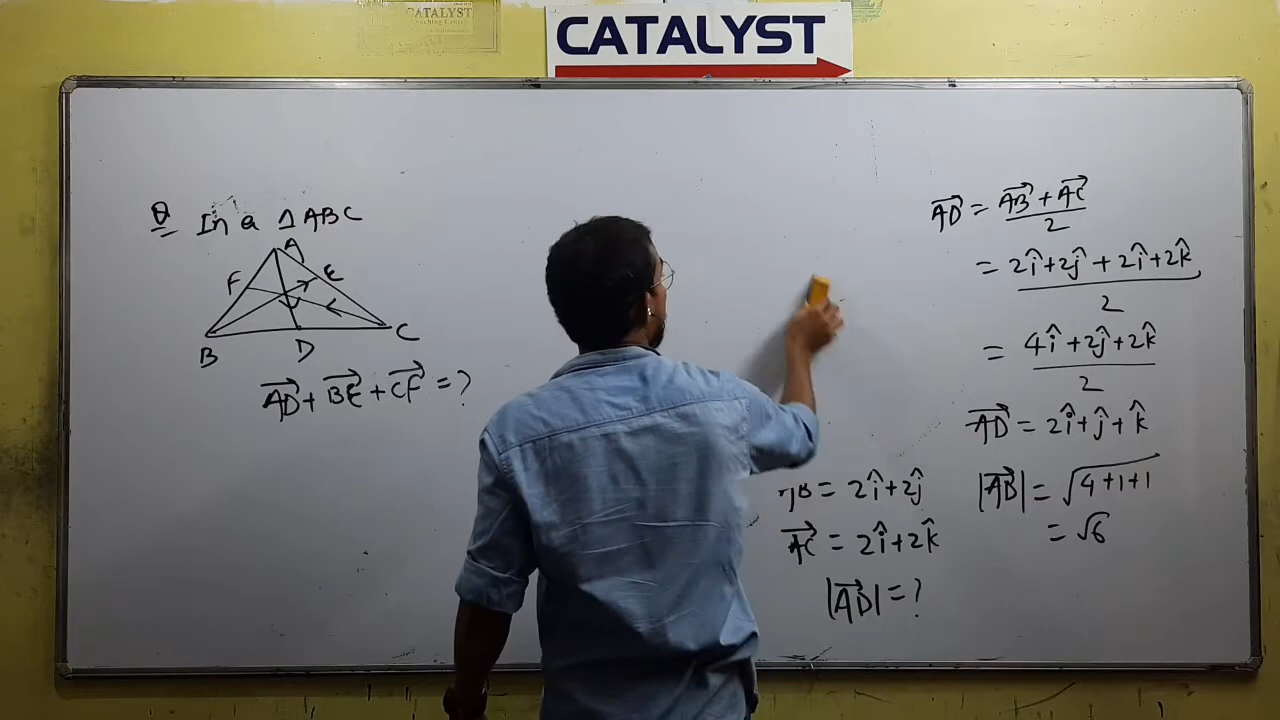 CATALYST
CATALYST
Q In a △ABC
A
F E
B D C
AD→ + BE→ + CF→ = ?
AB = 2î+2ĵ
AC→ = 2î+2k̂
|AD→| = ?
AD→ = (AB→ + AC→)/2
= (2î+2ĵ + 2î+2k̂)/2
= (4î+2ĵ+2k̂)/2
AD→ = 2î+ĵ+k̂
|AB→| = √(4+1+1)
= √6